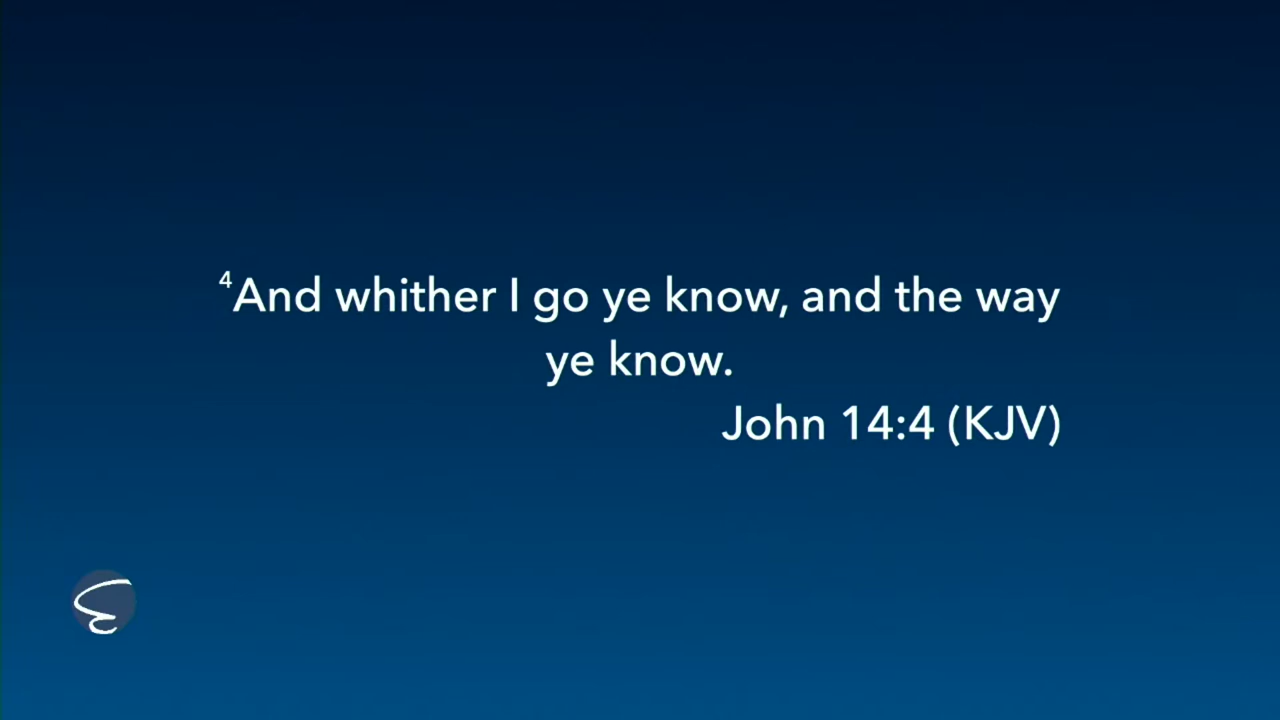 ⁴And whither I go ye know, and the way
ye know.
John 14:4 (KJV)